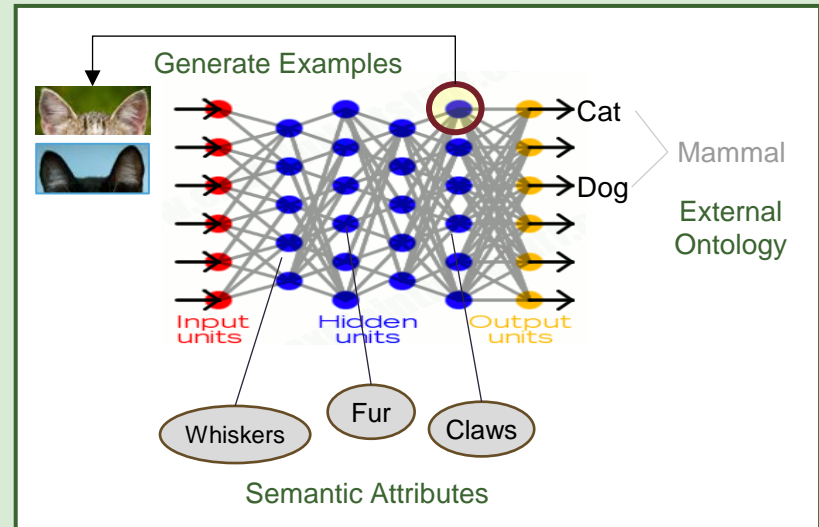 Generate Examples
Cat
Mammal
Dog
External
Ontology
Input
units
Hidden
units
Output
units
Whiskers
Fur
Claws
Semantic Attributes